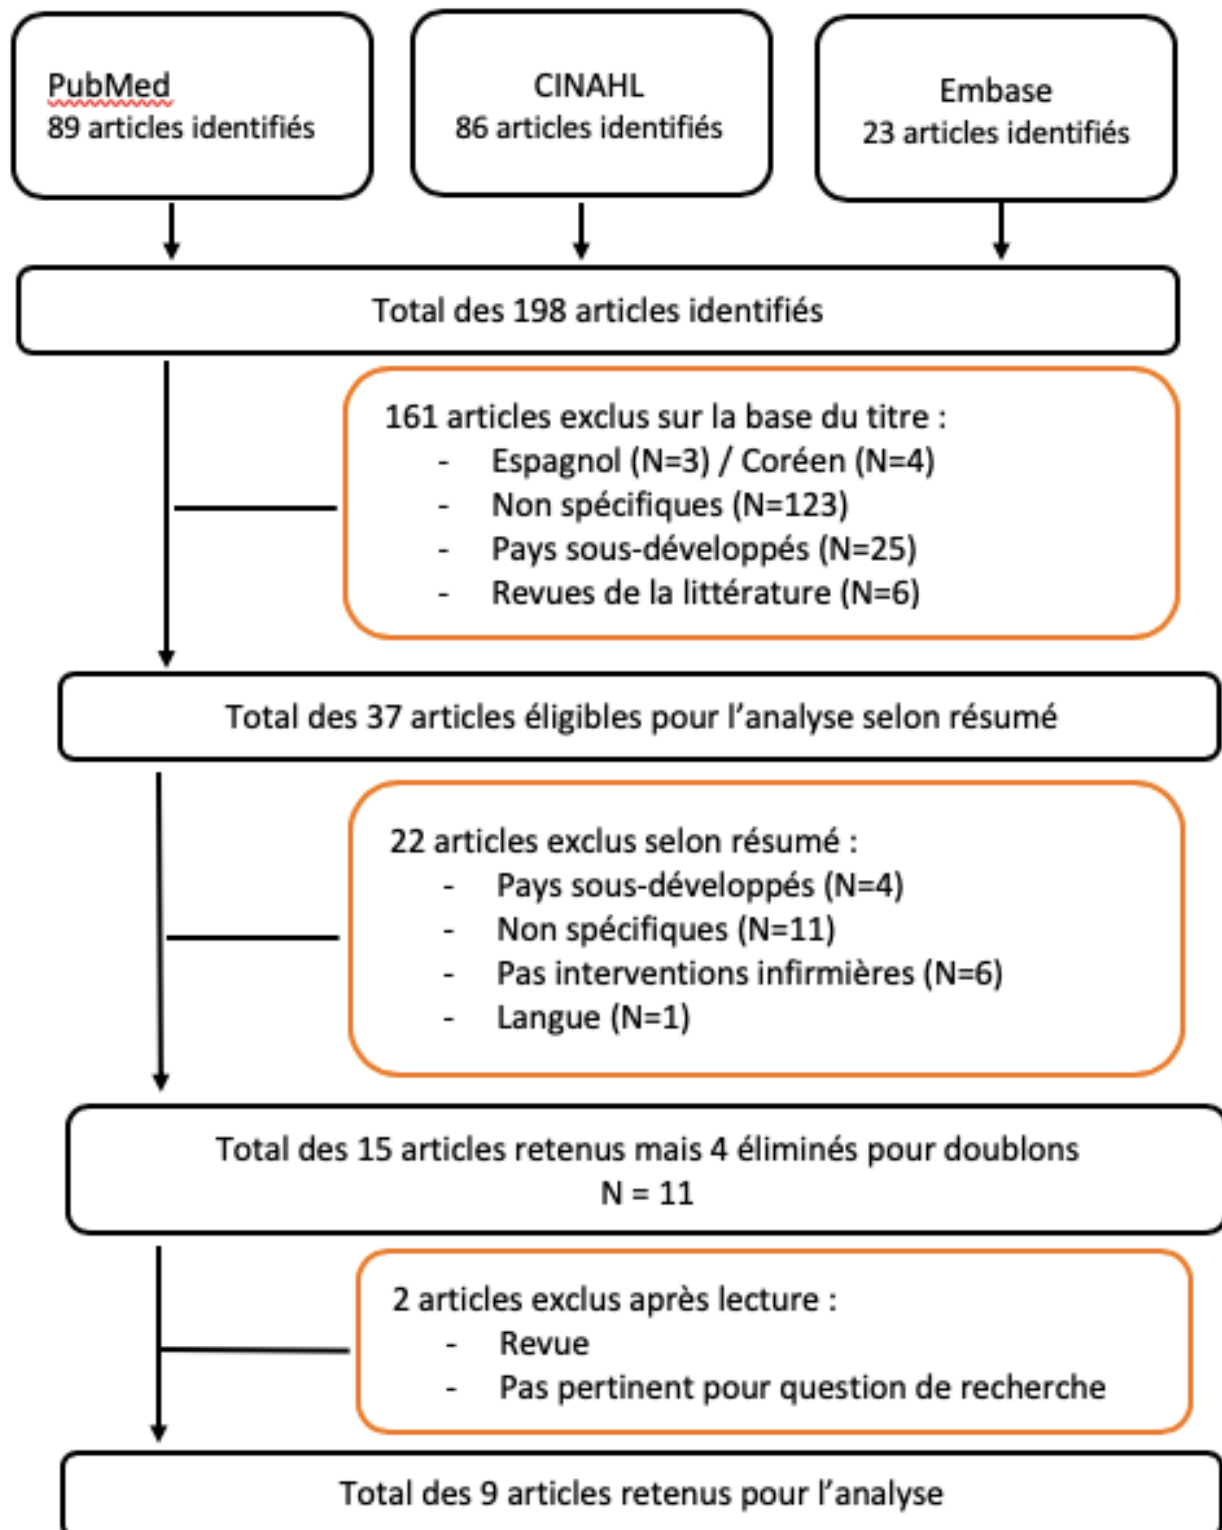 PubMed
89 articles identifiés
CINAHL
86 articles identifiés
Embase
23 articles identifiés
Total des 198 articles identifiés
161 articles exclus sur la base du titre :
- Espagnol (N=3) / Coréen (N=4)
- Non spécifiques (N=123)
- Pays sous-développés (N=25)
- Revues de la littérature (N=6)
Total des 37 articles éligibles pour l’analyse selon résumé
22 articles exclus selon résumé :
- Pays sous-développés (N=4)
- Non spécifiques (N=11)
- Pas interventions infirmières (N=6)
- Langue (N=1)
Total des 15 articles retenus mais 4 éliminés pour doublons
N = 11
2 articles exclus après lecture :
- Revue
- Pas pertinent pour question de recherche
Total des 9 articles retenus pour l’analyse